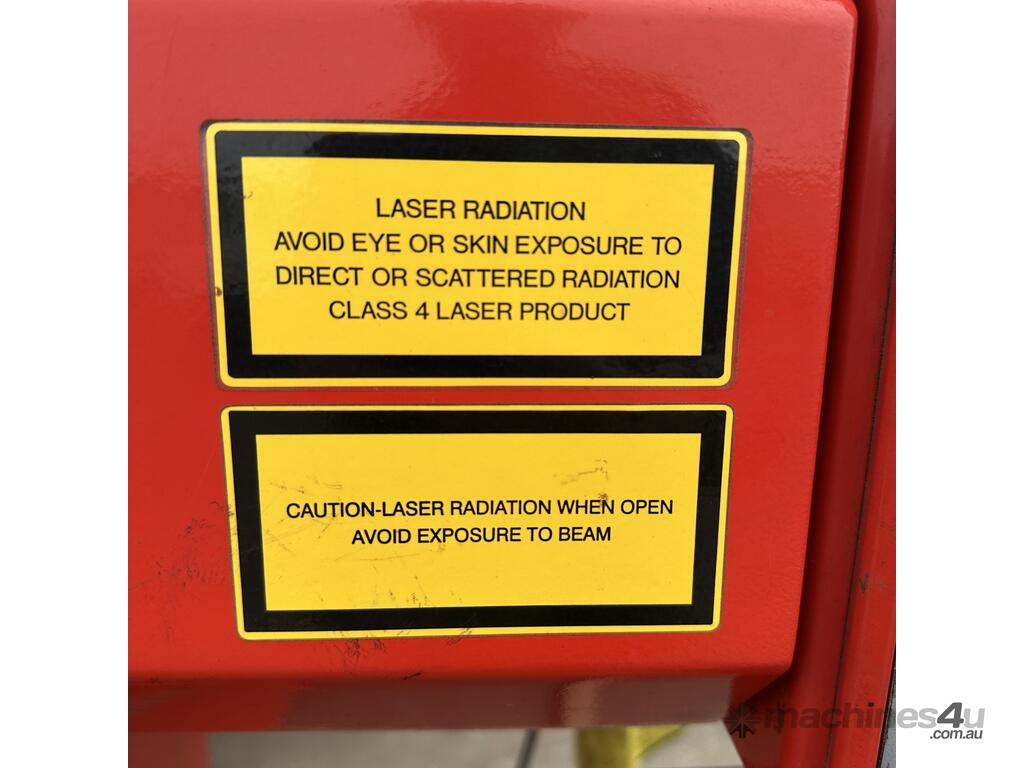 LASER RADIATION
AVOID EYE OR SKIN EXPOSURE TO
DIRECT OR SCATTERED RADIATION
CLASS 4 LASER PRODUCT
CAUTION-LASER RADIATION WHEN OPEN
AVOID EXPOSURE TO BEAM
machines4u
.com.au